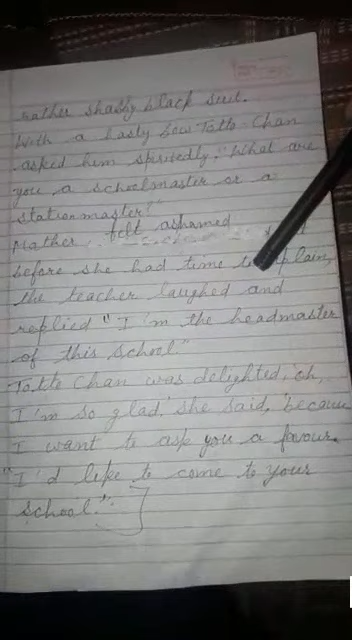 rather shabby black suit.
With a hasty bow Totto-Chan
asked him spiritedly, "What are
you, a schoolmaster or a
stationmaster?"
Mother, felt ashamed
before she had time to
the teacher laughed and
replied "I'm the headmaster
of this school"
Totto Chan was delighted, oh,
I'm so glad,' she said, 'because
I want to ask you a favour.
"I'd like to come to your
school.".